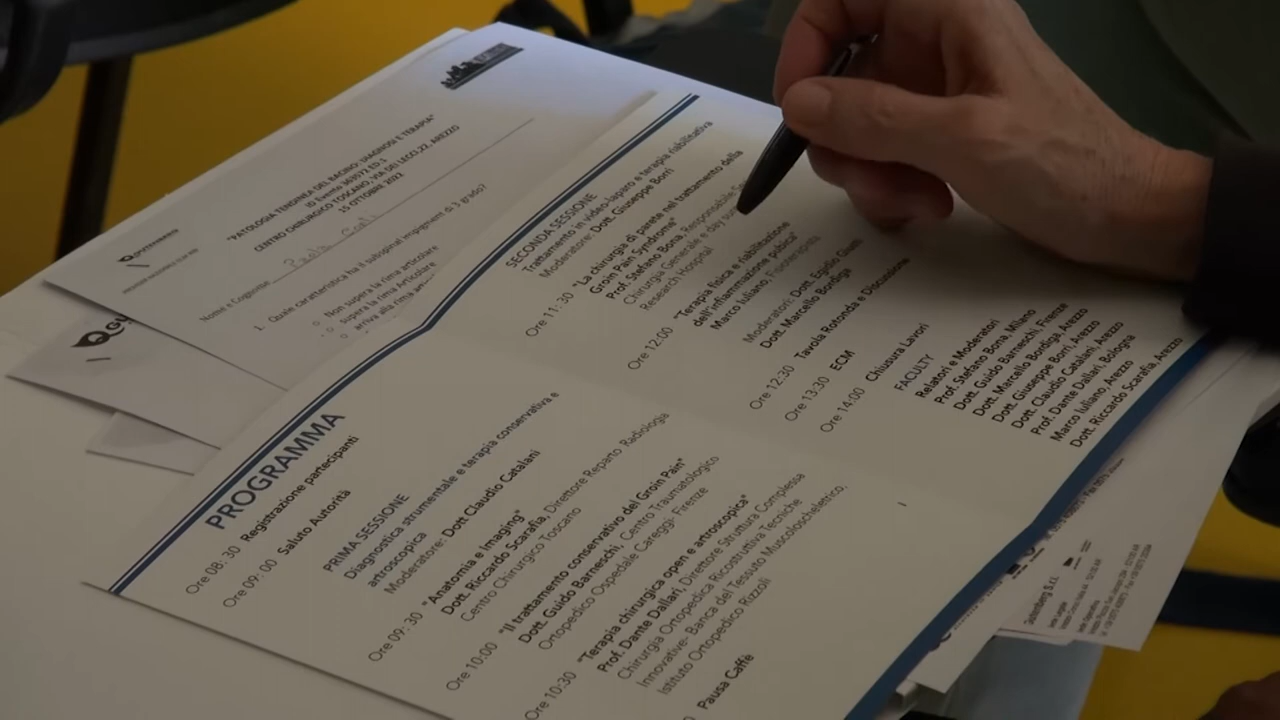 "PATOLOGIA TENDINEA DEL BACINO: DIAGNOSI E TERAPIA"
ID Evento 363572 ED.1
CENTRO CHIRURGICO TOSCANO, VIA DEI LECCI,22, AREZZO
15 OTTOBRE 2022
Nome e Cognome
1. Quale caratteristica ha il subspinal impigment di 3 grado?
Non supera la rima articolare
supera la rima Articolare
arriva alla rima
PROGRAMMA
Ore 08.30 Registrazione partecipanti
Ore 09:00 Saluto Autorità
PRIMA SESSIONE
Diagnostica strumentale e terapia conservativa e
artroscopica
Moderatore: Dott Claudio Catalani
Ore 09:30 "Anatomia e Imaging"
Dott. Riccardo Scarafia, Direttore Reparto Radiologia
Centro Chirurgico Toscano
Ore 10:00 "Il trattamento conservativo del Groin Pain"
Dott. Guido Barneschi, Centro Traumatologico
Ortopedico Ospedale Careggi- Firenze
Ore 10:30 "Terapia chirurgica open e artroscopica"
Prof. Dante Dallari, Direttore Struttura Complessa
Chirurgia Ortopedica Ricostruttiva Tecniche
Innovative, Banca del Tessuto Muscoloscheletrico,
Istituto Ortopedico Rizzoli
Pausa Caffè
SECONDA SESSIONE
Trattamento in video-laparo e terapia riabilitativa
Moderatore: Dott. Giuseppe Borri
Ore 11:30 "La chirurgia di parete nel trattamento della
Groin Pain Syndrome"
Prof. Stefano Bona, Responsabile
Chirurgia Generale e day
Research Hospital
Ore 12.00 "Terapia fisica e riabilitazione
dell'infiammazione pubica"
Marco Iuliano, Fisioterapista
Moderatori: Dott. Egidio
Dott. Marcello Bordiga
Ore 12:30 Tavola Rotonda e Discussione
Ore 13:30 ECM
Ore 14:00 Chiusura Lavori
FACULTY
Relatori e Moderatori
Prof. Stefano Bona, Milano
Dott. Guido Barneschi, Firenze
Dott. Marcello Bordiga, Arezzo
Dott. Giuseppe Borri, Arezzo
Dott. Claudio Catalani, Arezzo
Prof. Dante Dallari, Bologna
Marco Iuliano, Arezzo
Dott. Riccardo Scarafia, Arezzo